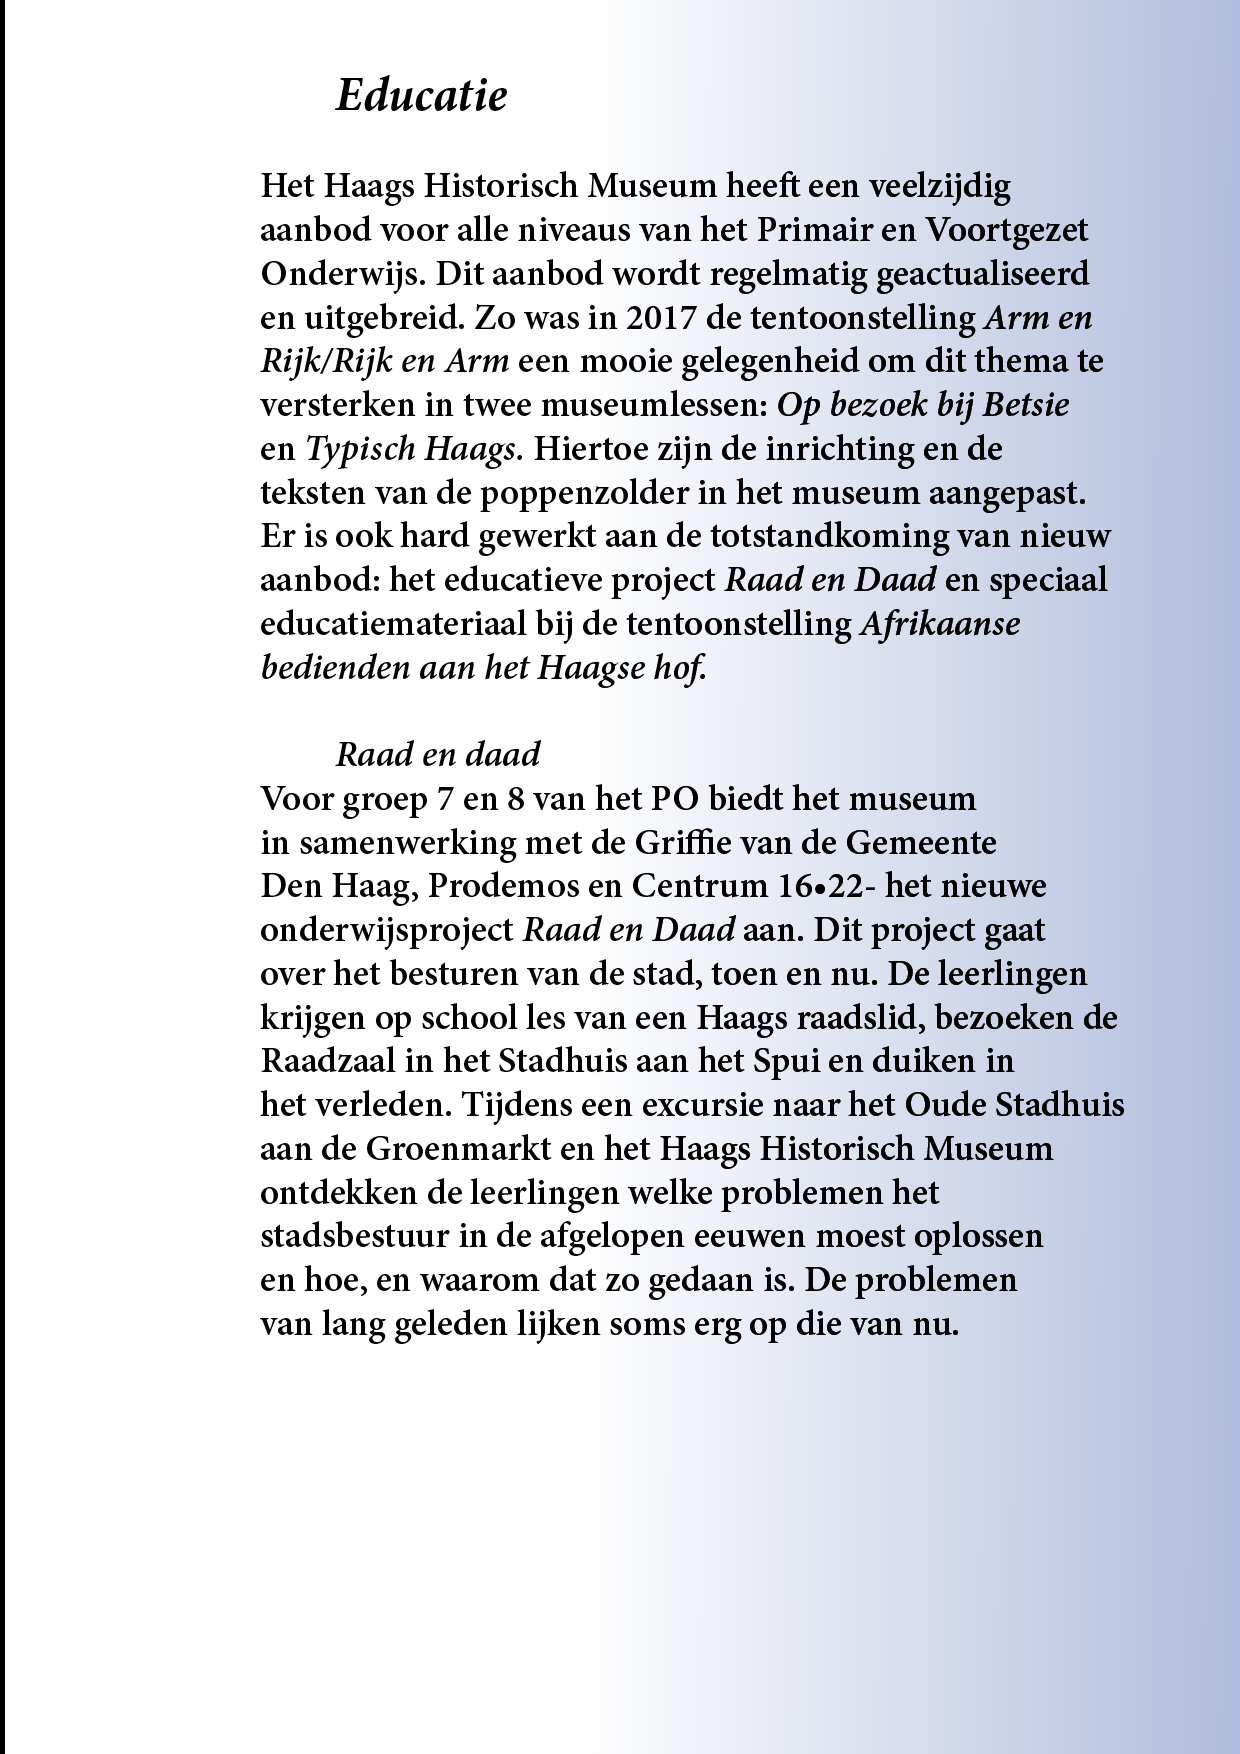 Educatie
Het Haags Historisch Museum heeft een veelzijdig
aanbod voor alle niveaus van het Primair en Voortgezet
Onderwijs. Dit aanbod wordt regelmatig geactualiseerd
en uitgebreid. Zo was in 2017 de tentoonstelling Arm en
Rijk/Rijk en Arm een mooie gelegenheid om dit thema te
versterken in twee museumlessen: Op bezoek bij Betsie
en Typisch Haags. Hiertoe zijn de inrichting en de
teksten van de poppenzolder in het museum aangepast.
Er is ook hard gewerkt aan de totstandkoming van nieuw
aanbod: het educatieve project Raad en Daad en speciaal
educatiemateriaal bij de tentoonstelling Afrikaanse
bedienden aan het Haagse hof.
Raad en daad
Voor groep 7 en 8 van het PO biedt het museum
in samenwerking met de Griffie van de Gemeente
Den Haag, Prodemos en Centrum 16•22- het nieuwe
onderwijsproject Raad en Daad aan. Dit project gaat
over het besturen van de stad, toen en nu. De leerlingen
krijgen op school les van een Haags raadslid, bezoeken de
Raadzaal in het Stadhuis aan het Spui en duiken in
het verleden. Tijdens een excursie naar het Oude Stadhuis
aan de Groenmarkt en het Haags Historisch Museum
ontdekken de leerlingen welke problemen het
stadsbestuur in de afgelopen eeuwen moest oplossen
en hoe, en waarom dat zo gedaan is. De problemen
van lang geleden lijken soms erg op die van nu.